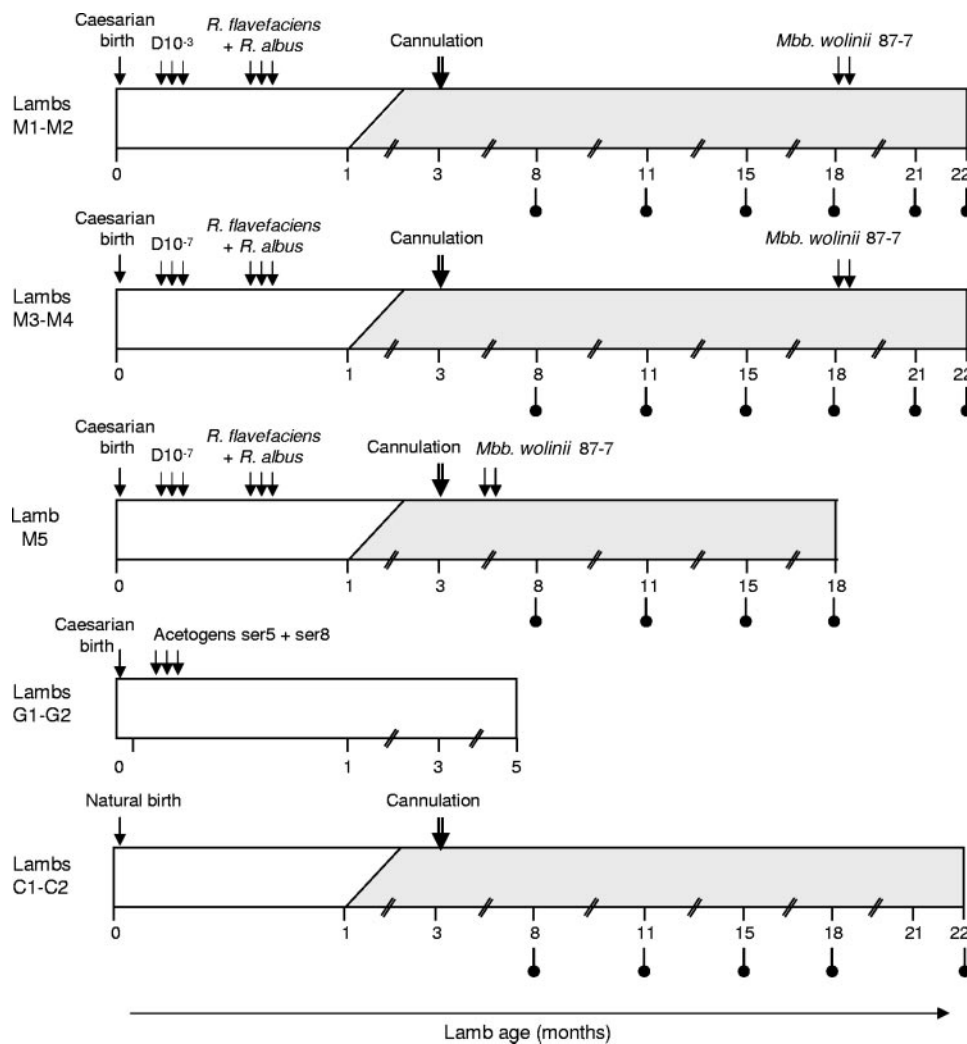 Caesarian
birth
D10-3
R. flavefaciens
+ R. albus
Cannulation
Mbb. wolinii 87-7
Lambs
M1-M2
0 1 3 8 11 15 18 21 22
Caesarian
birth
D10-7
R. flavefaciens
+ R. albus
Cannulation
Mbb. wolinii 87-7
Lambs
M3-M4
0 1 3 8 11 15 18 21 22
Caesarian
birth
D10-7
R. flavefaciens
+ R. albus
Cannulation
Mbb. wolinii 87-7
Lamb
M5
0 1 3 8 11 15 18
Caesarian
birth
Acetogens ser5 + ser8
Lambs
G1-G2
0 1 3 5
Natural birth
Cannulation
Lambs
C1-C2
0 1 3 8 11 15 18 21 22
Lamb age (months)